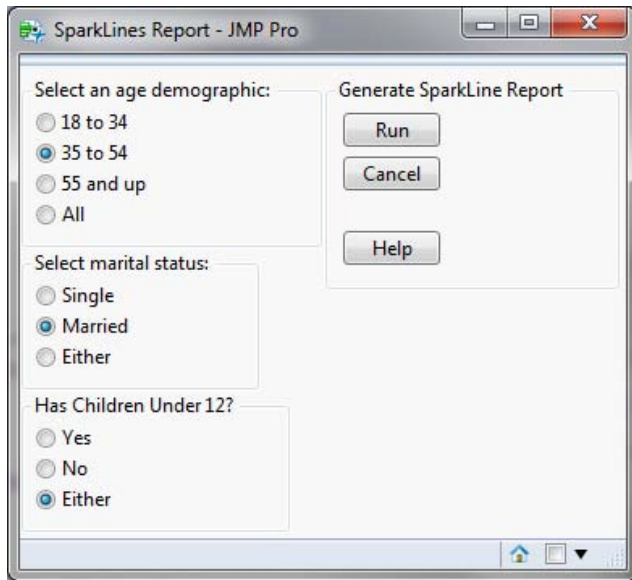 SparkLines Report - JMP Pro
Select an age demographic:
18 to 34
35 to 54
55 and up
All
Select marital status:
Single
Married
Either
Has Children Under 12?
Yes
No
Either
Generate SparkLine Report
Run
Cancel
Help